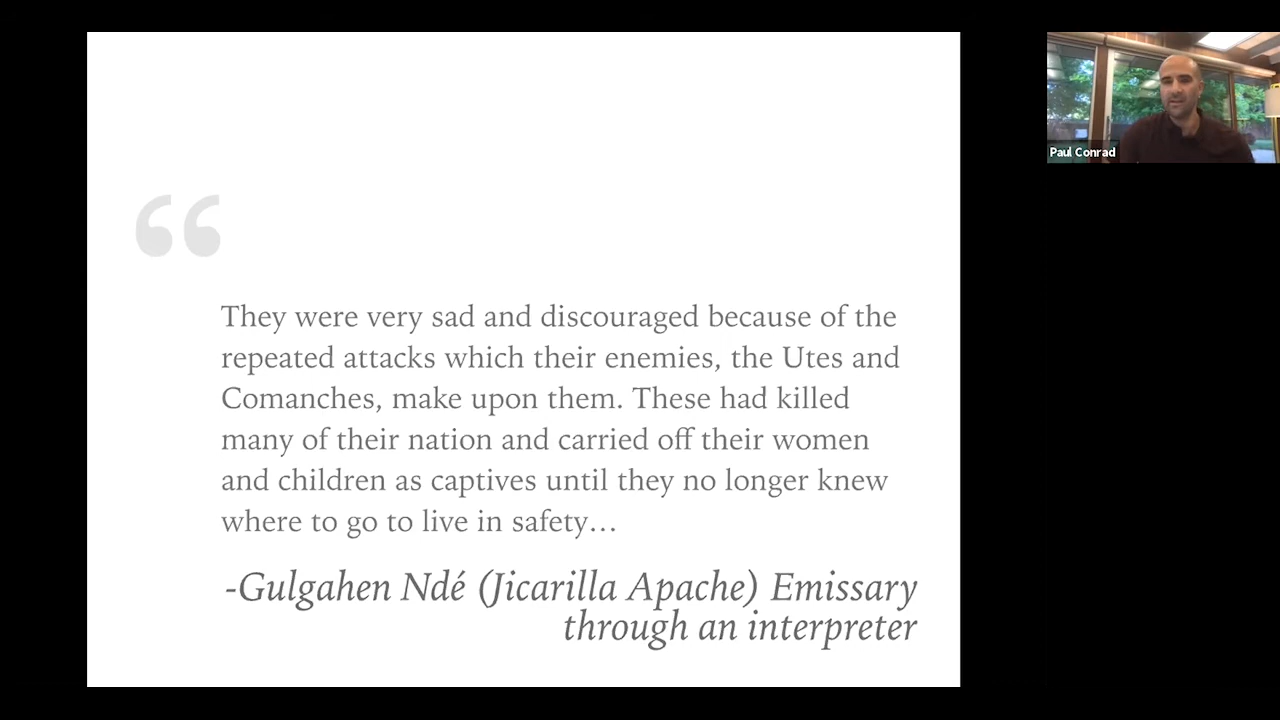 “
They were very sad and discouraged because of the
repeated attacks which their enemies, the Utes and
Comanches, make upon them. These had killed
many of their nation and carried off their women
and children as captives until they no longer knew
where to go to live in safety…
-Gulgahen Ndé (Jicarilla Apache) Emissary
through an interpreter
Paul Conrad